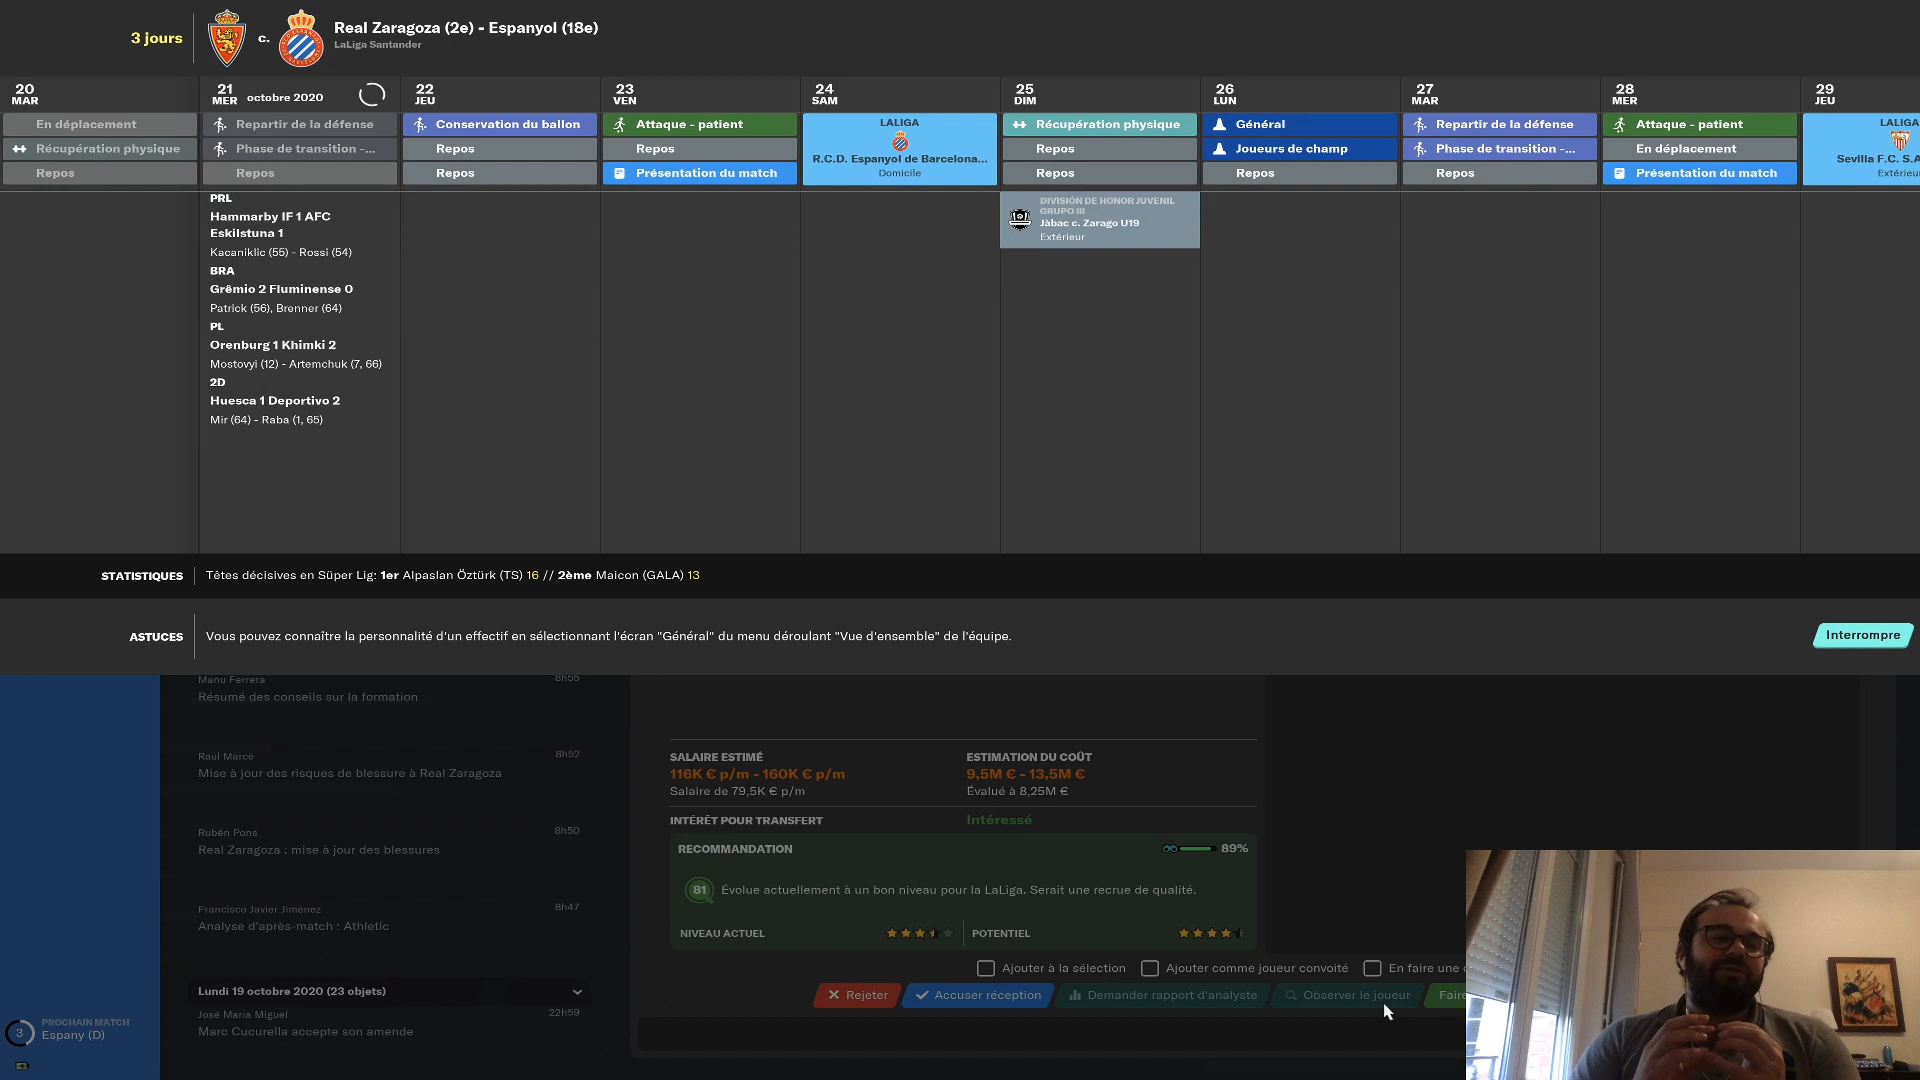 3 jours
c.
Real Zaragoza (2e) - Espanyol (18e)
LaLiga Santander
20
MAR
21
MER octobre 2020
22
JEU
23
VEN
24
SAM
25
DIM
26
LUN
27
MAR
28
MER
29
JEU
En déplacement
Récupération physique
Repos
Repartir de la défense
Phase de transition -...
Repos
Conservation du ballon
Repos
Repos
Attaque - patient
Repos
Présentation du match
LALIGA
R.C.D. Espanyol de Barcelona...
Domicile
Récupération physique
Repos
Repos
Général
Joueurs de champ
Repos
Repartir de la défense
Phase de transition -...
Repos
Attaque - patient
En déplacement
Présentation du match
LALIGA
Sevilla F.C. S.A
Extérieur
PRL
Hammarby IF 1 AFC
Eskilstuna 1
Kacaniklic (55) - Rossi (54)
BRA
Grêmio 2 Fluminense 0
Patrick (56), Brenner (64)
PL
Orenburg 1 Khimki 2
Mostovyi (12) - Artemchuk (7, 66)
2D
Huesca 1 Deportivo 2
Mir (64) - Raba (1, 65)
DIVISIÓN DE HONOR JUVENIL
GRUPO III
Jàbac c. Zarago U19
Extérieur
STATISTIQUES
Têtes décisives en Süper Lig: 1er Alpaslan Öztürk (TS) 16 // 2ème Maicon (GALA) 13
ASTUCES
Vous pouvez connaître la personnalité d'un effectif en sélectionnant l'écran "Général" du menu déroulant "Vue d'ensemble" de l'équipe.
Interrompre
Manu Ferrera 8h55
Résumé des conseils sur la formation
Raúl Marcé 8h52
Mise à jour des risques de blessure à Real Zaragoza
Rubén Pons 8h50
Real Zaragoza : mise à jour des blessures
Francisco Javier Jiménez 8h47
Analyse d'après-match : Athletic
Lundi 19 octobre 2020 (23 objets)
José María Miguel 22h59
Marc Cucurella accepte son amende
3
PROCHAIN MATCH
Espany (D)
SALAIRE ESTIMÉ
116K € p/m - 160K € p/m
Salaire de 79,5K € p/m
ESTIMATION DU COÛT
9,5M € - 13,5M €
Évalué à 8,25M €
INTÉRÊT POUR TRANSFERT Intéressé
RECOMMANDATION 89%
81 Évolue actuellement à un bon niveau pour la LaLiga. Serait une recrue de qualité.
NIVEAU ACTUEL
POTENTIEL
Ajouter à la sélection
Ajouter comme joueur convoité
En faire une
Rejeter
Accuser réception
Demander rapport d'analyste
Observer le joueur
Faire